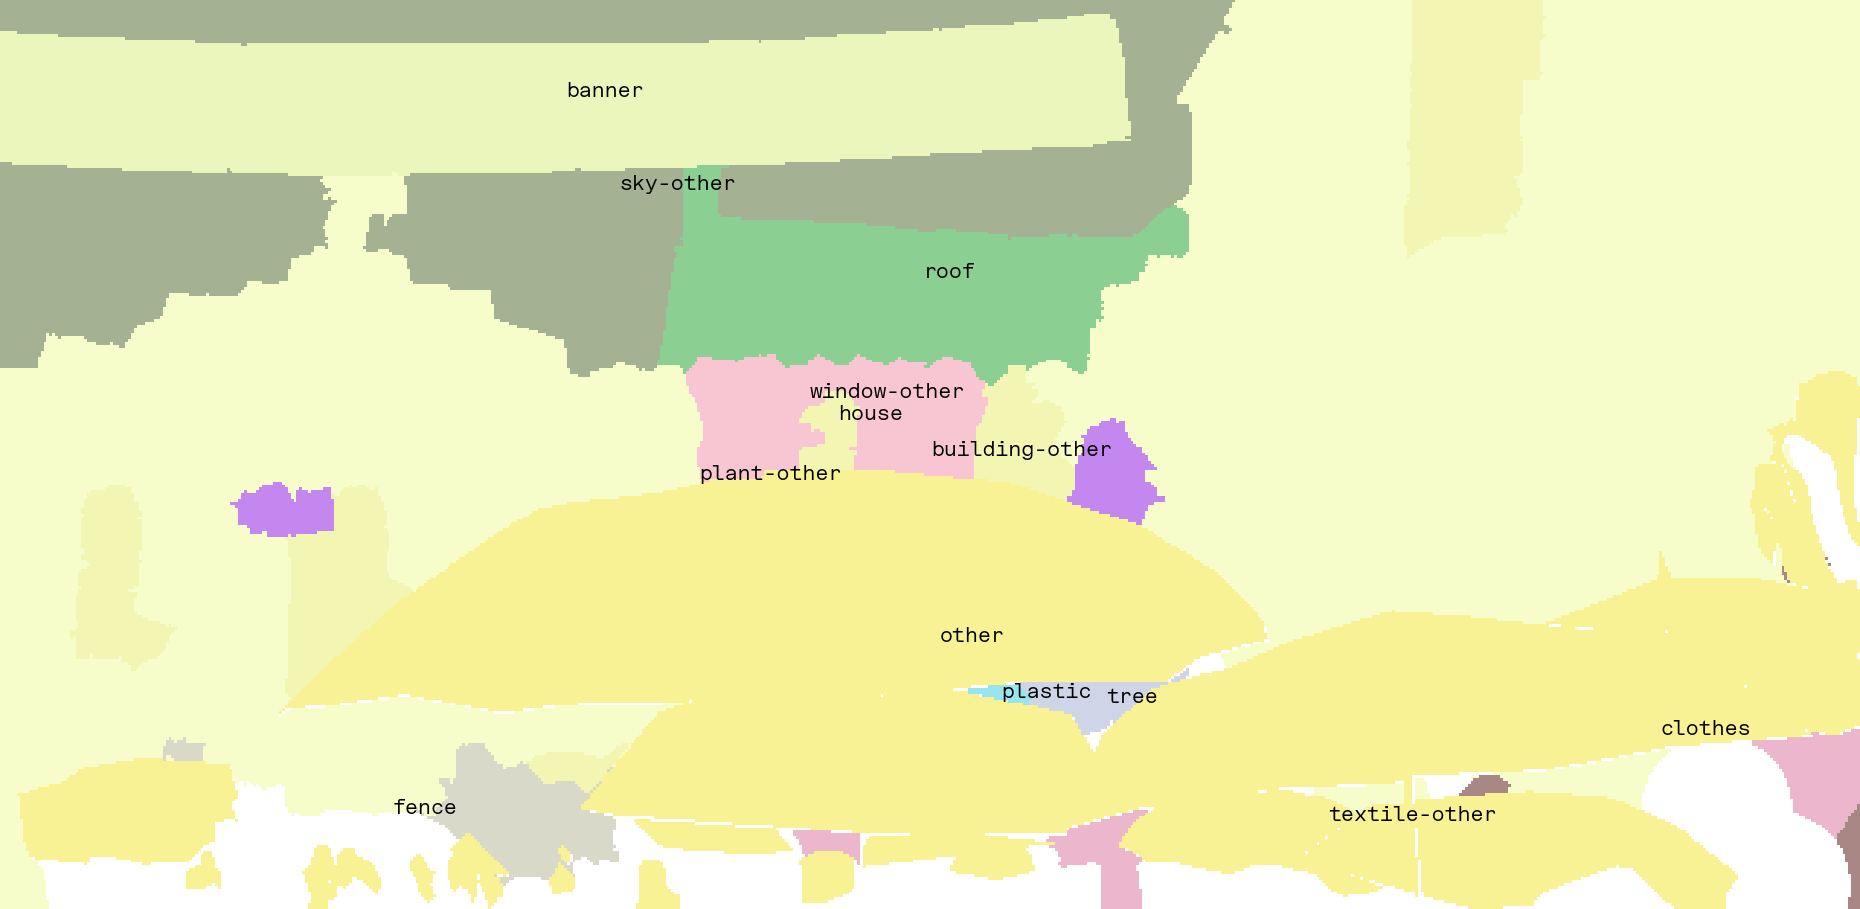 banner
sky-other
roof
window-other
house
building-other
plant-other
other
plastic
tree
clothes
fence
textile-other